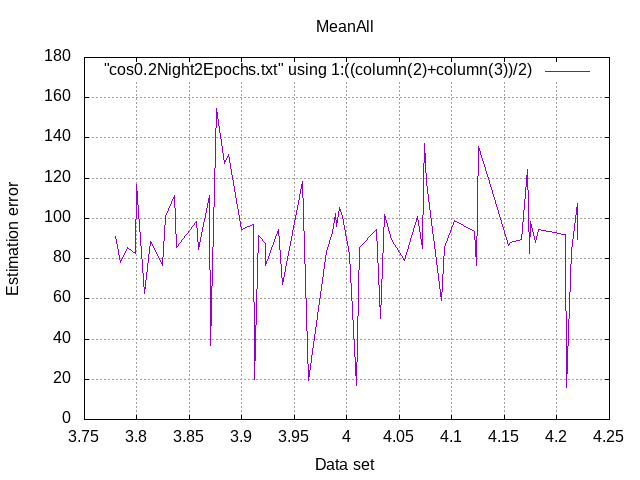 MeanAll
"cos0.2Night2Epochs.txt" using 1:((column(2)+column(3))/2)
Estimation error
180
160
140
120
100
80
60
40
20
0
3.75 3.8 3.85 3.9 3.95 4 4.05 4.1 4.15 4.2 4.25
Data set